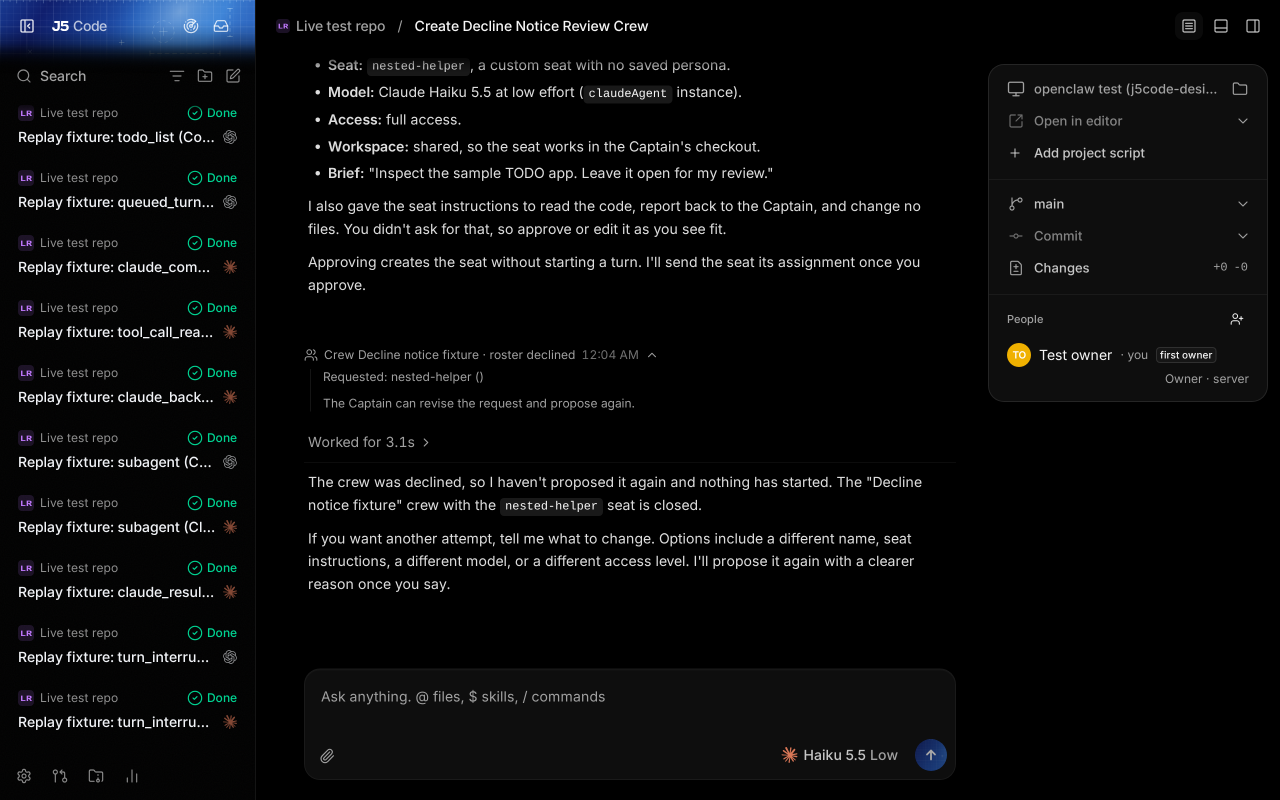 J5 Code
Search
LR Live test repo Done
Replay fixture: todo_list (Co...
LR Live test repo Done
Replay fixture: queued_turn...
LR Live test repo Done
Replay fixture: claude_com...
LR Live test repo Done
Replay fixture: tool_call_rea...
LR Live test repo Done
Replay fixture: claude_back...
LR Live test repo Done
Replay fixture: subagent (C...
LR Live test repo Done
Replay fixture: subagent (Cl...
LR Live test repo Done
Replay fixture: claude_resul...
LR Live test repo Done
Replay fixture: turn_interru...
LR Live test repo Done
Replay fixture: turn_interru...
LR Live test repo / Create Decline Notice Review Crew
• Seat: nested-helper, a custom seat with no saved persona.
• Model: Claude Haiku 5.5 at low effort (claudeAgent instance).
• Access: full access.
• Workspace: shared, so the seat works in the Captain's checkout.
• Brief: "Inspect the sample TODO app. Leave it open for my review."
I also gave the seat instructions to read the code, report back to the Captain, and change no
files. You didn't ask for that, so approve or edit it as you see fit.
Approving creates the seat without starting a turn. I'll send the seat its assignment once you
approve.
Crew Decline notice fixture · roster declined 12:04 AM
Requested: nested-helper ()
The Captain can revise the request and propose again.
Worked for 3.1s
The crew was declined, so I haven't proposed it again and nothing has started. The "Decline
notice fixture" crew with the nested-helper seat is closed.
If you want another attempt, tell me what to change. Options include a different name, seat
instructions, a different model, or a different access level. I'll propose it again with a clearer
reason once you say.
Ask anything. @ files, $ skills, / commands
Haiku 5.5 Low
openclaw test (j5code-desi...
Open in editor
Add project script
main
Commit
Changes +0 -0
People
TO Test owner · you first owner
Owner · server